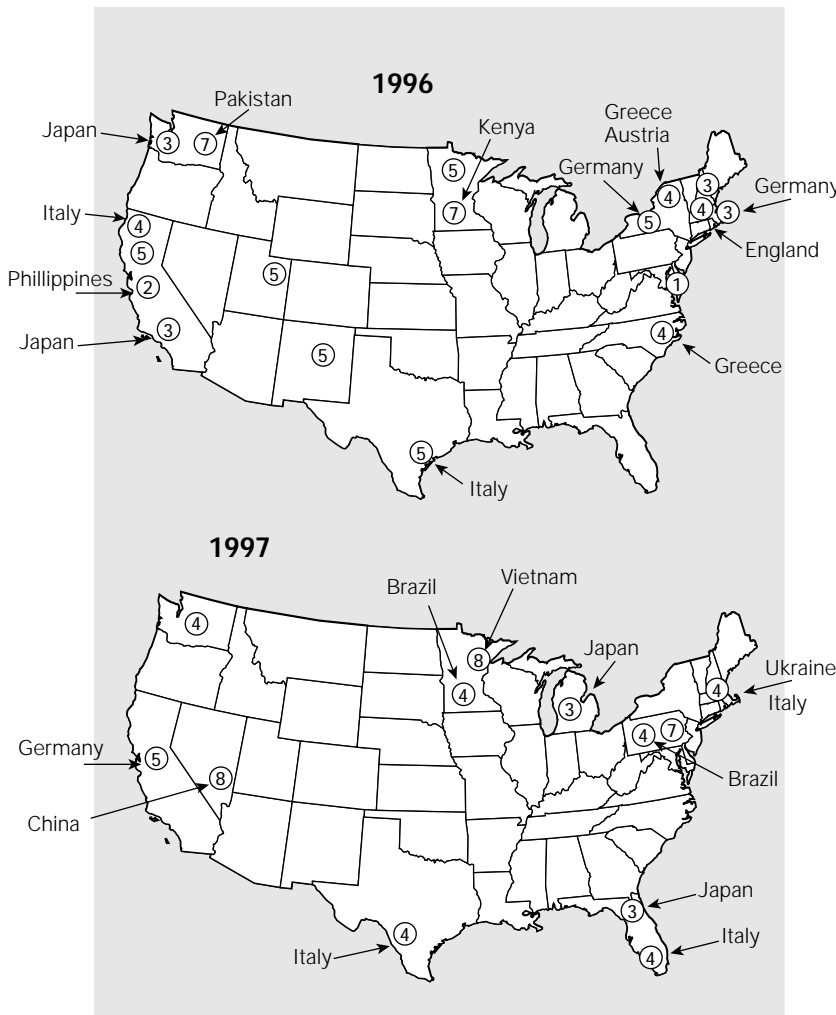 1996
Pakistan
Japan
3
7
Kenya
Greece
Austria
Germany
5
7
4
3
Germany
5
4
3
England
Italy
4
5
Phillippines
2
5
1
Japan
3
5
4
Greece
5
Italy
1997
Brazil
Vietnam
4
8
Japan
4
3
4
Ukraine
Italy
Germany
5
8
4
7
Brazil
China
Japan
3
4
Italy
4
Italy